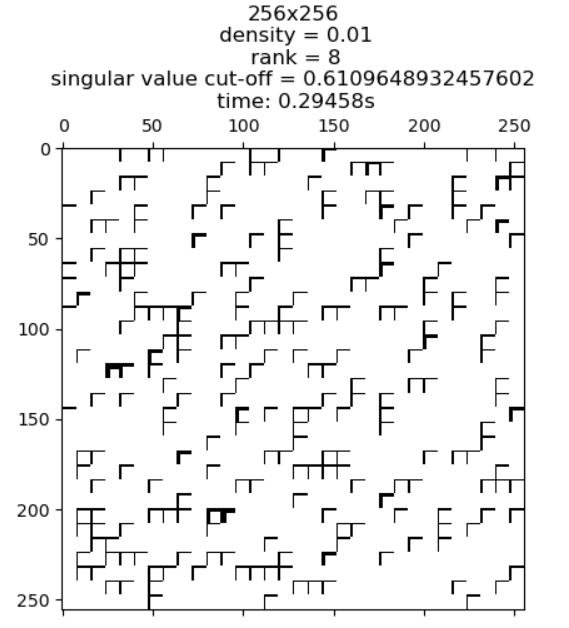 256x256
density = 0.01
rank = 8
singular value cut-off = 0.6109648932457602
time: 0.29458s
0 50 100 150 200 250
0
50
100
150
200
250